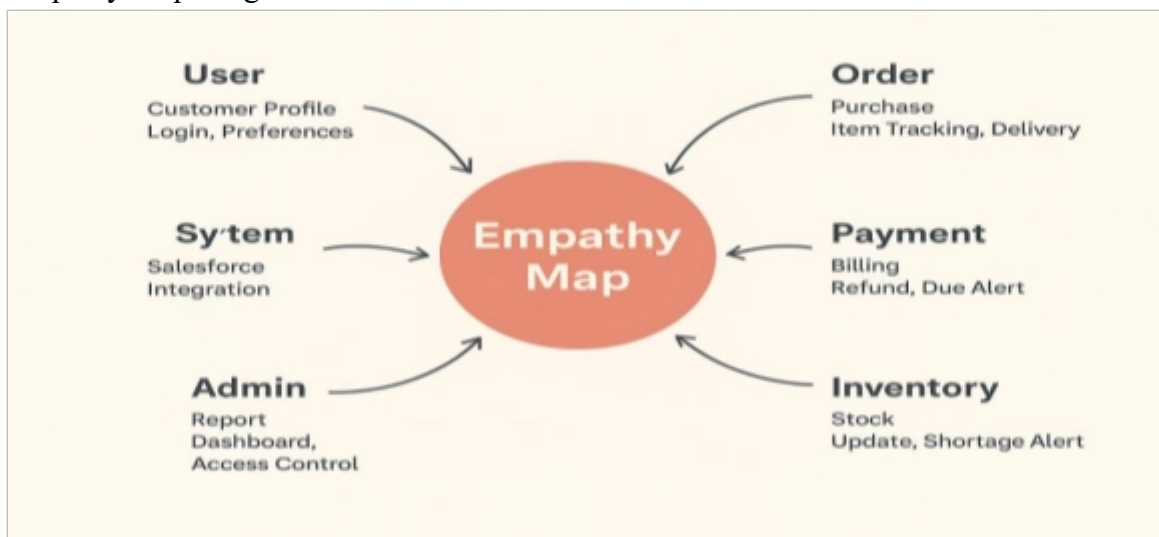 User
Customer Profile
Login, Preferences
Sy'tem
Salesforce
Integration
Admin
Report
Dashboard,
Access Control
Empathy
Map
Order
Purchase
Item Tracking, Delivery
Payment
Billing
Refund, Due Alert
Inventory
Stock
Update, Shortage Alert